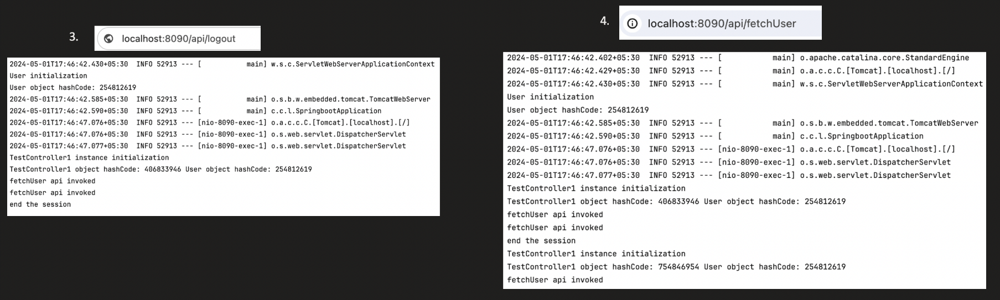 3.
localhost:8090/api/logout
2024-05-01T17:46:42.430+05:30  INFO 52913 --- [           main] w.s.c.ServletWebServerApplicationContext
User initialization
User object hashCode: 254812619
2024-05-01T17:46:42.585+05:30  INFO 52913 --- [           main] o.s.b.w.embedded.tomcat.TomcatWebServer
2024-05-01T17:46:42.590+05:30  INFO 52913 --- [           main] c.c.l.SpringbootApplication
2024-05-01T17:46:47.076+05:30  INFO 52913 --- [nio-8090-exec-1] o.a.c.c.C.[Tomcat].[localhost].[/]
2024-05-01T17:46:47.076+05:30  INFO 52913 --- [nio-8090-exec-1] o.s.web.servlet.DispatcherServlet
2024-05-01T17:46:47.077+05:30  INFO 52913 --- [nio-8090-exec-1] o.s.web.servlet.DispatcherServlet
TestController1 instance initialization
TestController1 object hashCode: 406833946 User object hashCode: 254812619
fetchUser api invoked
fetchUser api invoked
end the session
4.
localhost:8090/api/fetchUser
2024-05-01T17:46:42.402+05:30  INFO 52913 --- [           main] o.apache.catalina.core.StandardEngine
2024-05-01T17:46:42.429+05:30  INFO 52913 --- [           main] o.a.c.c.C.[Tomcat].[localhost].[/]
2024-05-01T17:46:42.430+05:30  INFO 52913 --- [           main] w.s.c.ServletWebServerApplicationContext
User initialization
User object hashCode: 254812619
2024-05-01T17:46:42.585+05:30  INFO 52913 --- [           main] o.s.b.w.embedded.tomcat.TomcatWebServer
2024-05-01T17:46:42.590+05:30  INFO 52913 --- [           main] c.c.l.SpringbootApplication
2024-05-01T17:46:47.076+05:30  INFO 52913 --- [nio-8090-exec-1] o.a.c.c.C.[Tomcat].[localhost].[/]
2024-05-01T17:46:47.076+05:30  INFO 52913 --- [nio-8090-exec-1] o.s.web.servlet.DispatcherServlet
2024-05-01T17:46:47.077+05:30  INFO 52913 --- [nio-8090-exec-1] o.s.web.servlet.DispatcherServlet
TestController1 instance initialization
TestController1 object hashCode: 406833946 User object hashCode: 254812619
fetchUser api invoked
fetchUser api invoked
end the session
TestController1 instance initialization
TestController1 object hashCode: 754846954 User object hashCode: 254812619
fetchUser api invoked